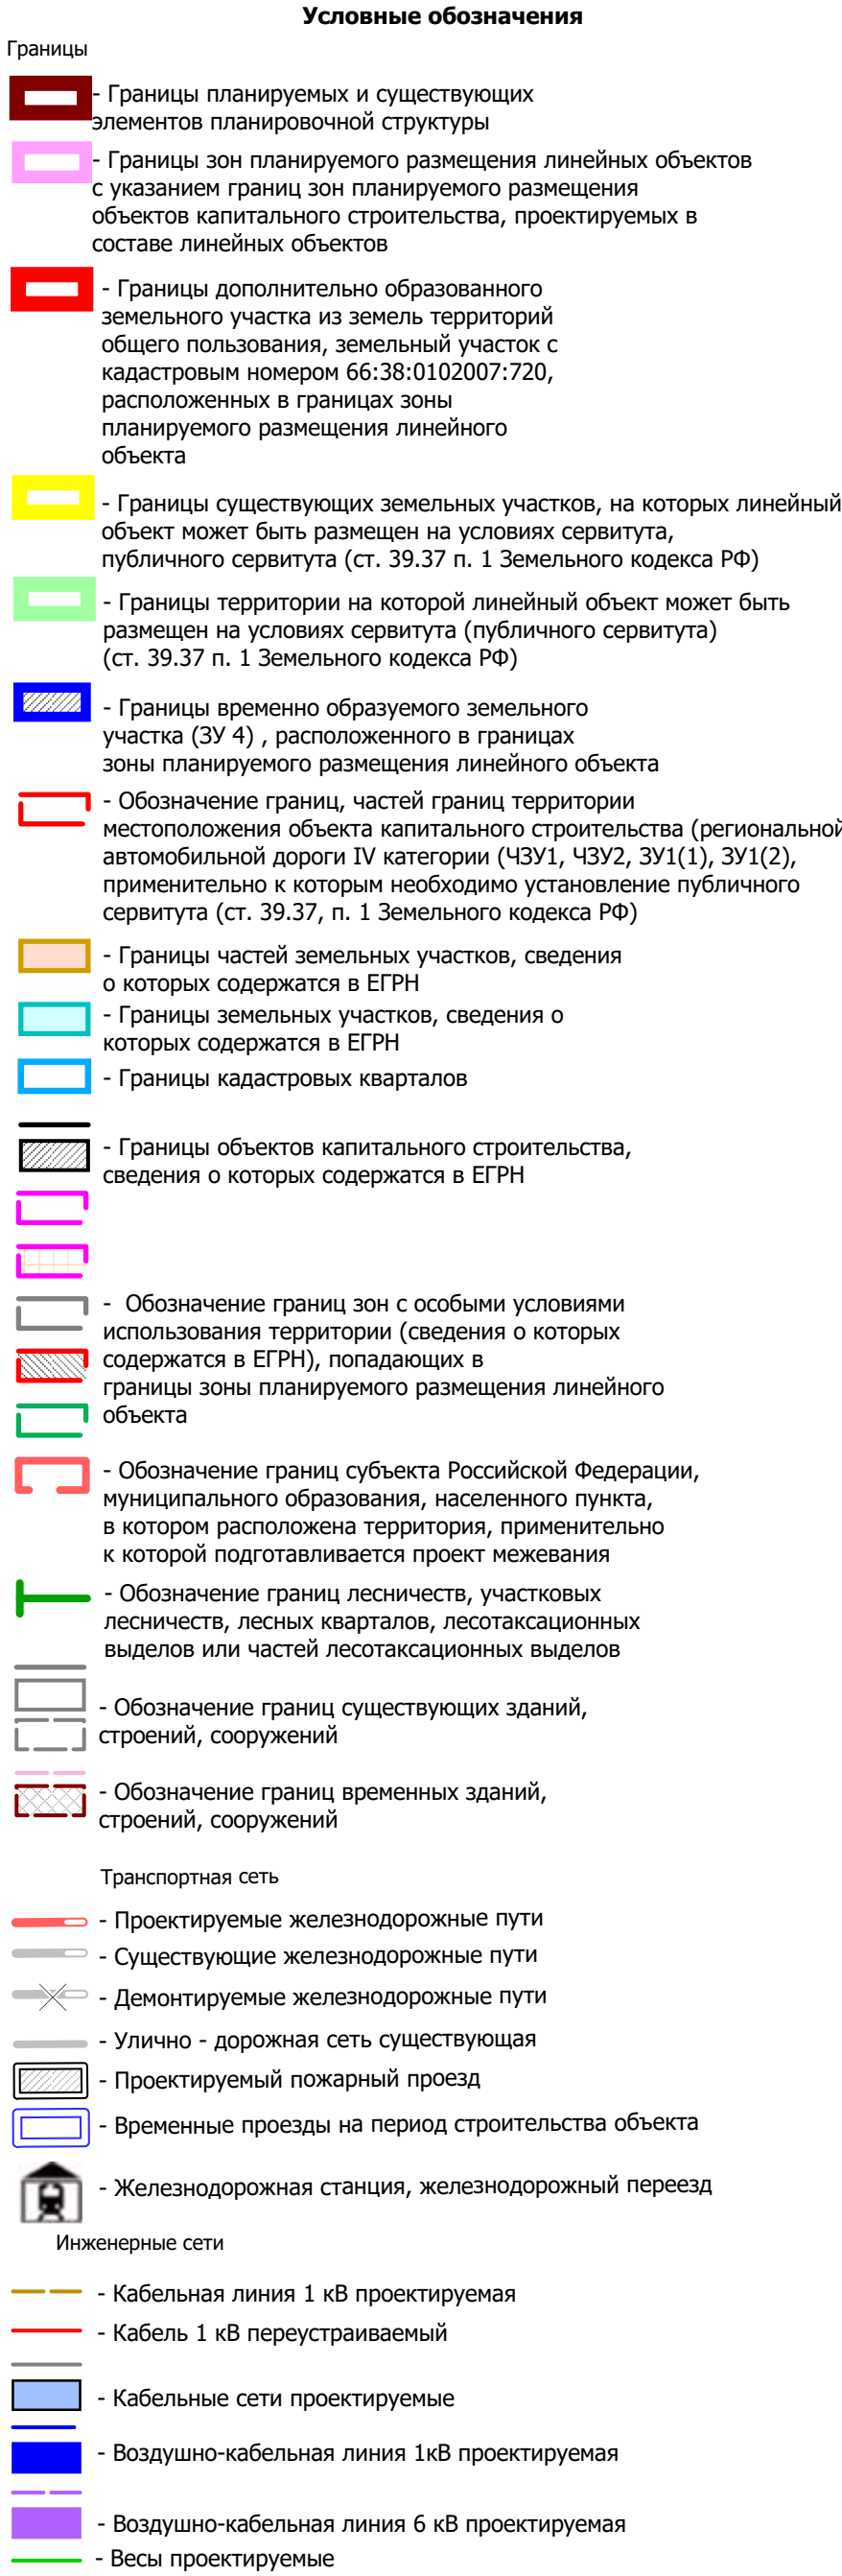 Условные обозначения
Границы
- Границы планируемых и существующих
элементов планировочной структуры
- Границы зон планируемого размещения линейных объектов
с указанием границ зон планируемого размещения
объектов капитального строительства, проектируемых в
составе линейных объектов
- Границы дополнительно образованного
земельного участка из земель территорий
общего пользования, земельный участок с
кадастровым номером 66:38:0102007:720,
расположенных в границах зоны
планируемого размещения линейного
объекта
- Границы существующих земельных участков, на которых линейный
объект может быть размещен на условиях сервитута,
публичного сервитута (ст. 39.37 п. 1 Земельного кодекса РФ)
- Границы территории на которой линейный объект может быть
размещен на условиях сервитута (публичного сервитута)
(ст. 39.37 п. 1 Земельного кодекса РФ)
- Границы временно образуемого земельного
участка (ЗУ 4) , расположенного в границах
зоны планируемого размещения линейного объекта
- Обозначение границ, частей границ территории
местоположения объекта капитального строительства (региональной
автомобильной дороги IV категории (ЧЗУ1, ЧЗУ2, ЗУ1(1), ЗУ1(2),
применительно к которым необходимо установление публичного
сервитута (ст. 39.37, п. 1 Земельного кодекса РФ)
- Границы частей земельных участков, сведения
о которых содержатся в ЕГРН
- Границы земельных участков, сведения о
которых содержатся в ЕГРН
- Границы кадастровых кварталов
- Границы объектов капитального строительства,
сведения о которых содержатся в ЕГРН
- Обозначение границ зон с особыми условиями
использования территории (сведения о которых
содержатся в ЕГРН), попадающих в
границы зоны планируемого размещения линейного
объекта
- Обозначение границ субъекта Российской Федерации,
муниципального образования, населенного пункта,
в котором расположена территория, применительно
к которой подготавливается проект межевания
- Обозначение границ лесничеств, участковых
лесничеств, лесных кварталов, лесотаксационных
выделов или частей лесотаксационных выделов
- Обозначение границ существующих зданий,
строений, сооружений
- Обозначение границ временных зданий,
строений, сооружений
Транспортная сеть
- Проектируемые железнодорожные пути
- Существующие железнодорожные пути
- Демонтируемые железнодорожные пути
- Улично - дорожная сеть существующая
- Проектируемый пожарный проезд
- Временные проезды на период строительства объекта
- Железнодорожная станция, железнодорожный переезд
Инженерные сети
- Кабельная линия 1 кВ проектируемая
- Кабель 1 кВ переустраиваемый
- Кабельные сети проектируемые
- Воздушно-кабельная линия 1кВ проектируемая
- Воздушно-кабельная линия 6 кВ проектируемая
- Весы проектируемые